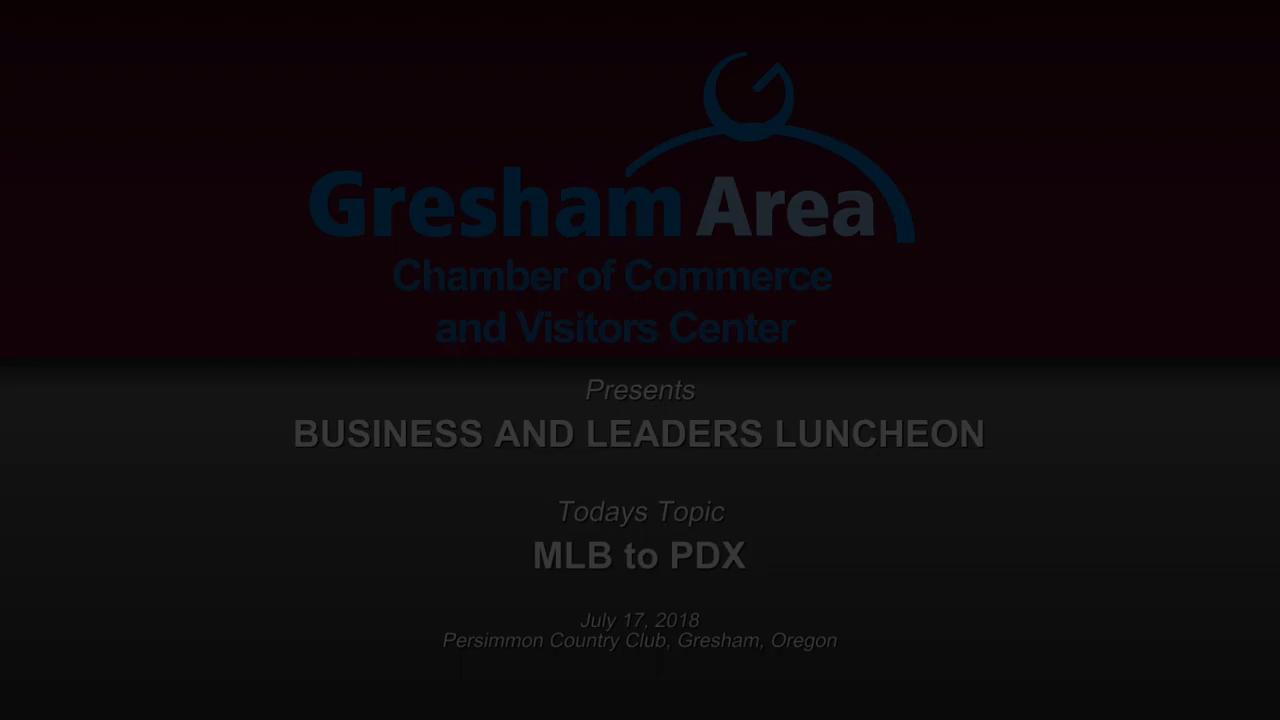 Gresham Area
Chamber of Commerce
and Visitors Center
Presents
BUSINESS AND LEADERS LUNCHEON
Todays Topic
MLB to PDX
July 17, 2018
Persimmon Country Club, Gresham, Oregon